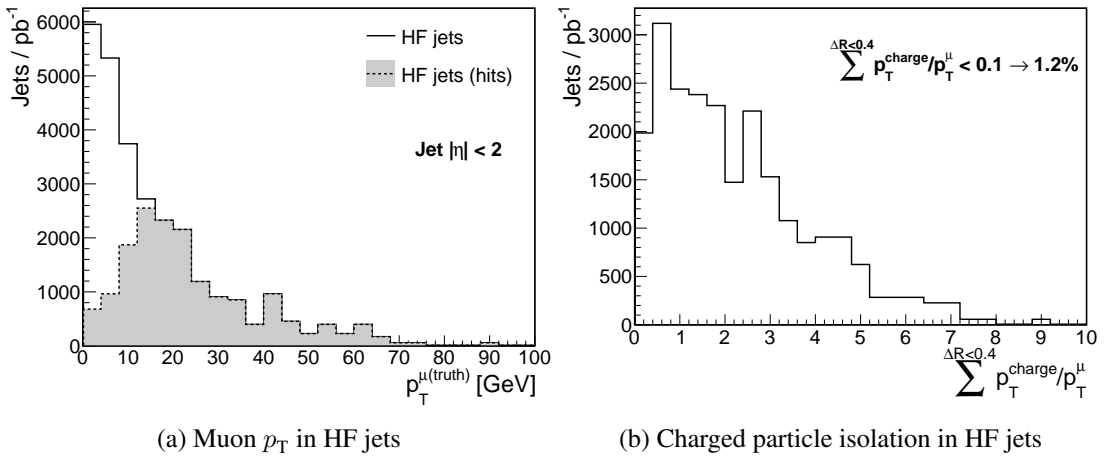 Jets / pb⁻¹
6000
5000
4000
3000
2000
1000
0
HF jets
HF jets (hits)
Jet |η| < 2
0 10 20 30 40 50 60 70 80 90 100
p_T^μ(truth) [GeV]
(a) Muon p_T in HF jets
Jets / pb⁻¹
3000
2500
2000
1500
1000
500
0
ΔR<0.4
∑ p_T^charge/p_T^μ < 0.1 → 1.2%
0 1 2 3 4 5 6 7 8 9 10
ΔR<0.4
∑ p_T^charge/p_T^μ
(b) Charged particle isolation in HF jets